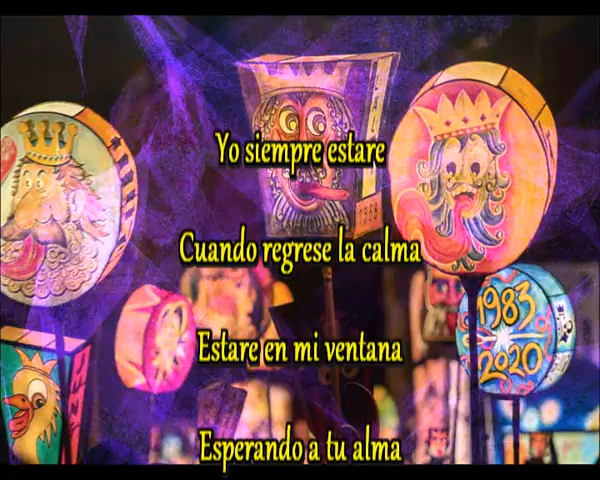 Yo siempre estare
Cuando regrese la calma
Estare en mi ventana
Esperando a tu alma
1988
1983
2020